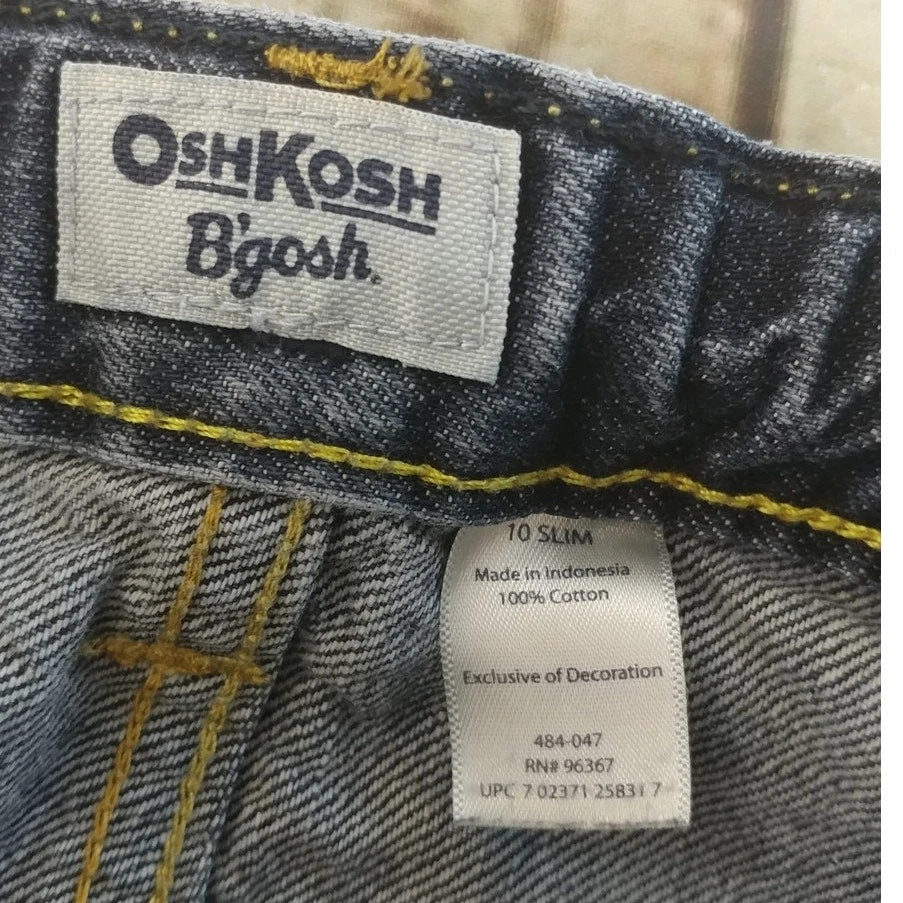 OshKosh
B'gosh.
10 SLIM
Made in Indonesia
100% Cotton
Exclusive of Decoration
484-047
RN# 96367
UPC 7 02371 25831 7